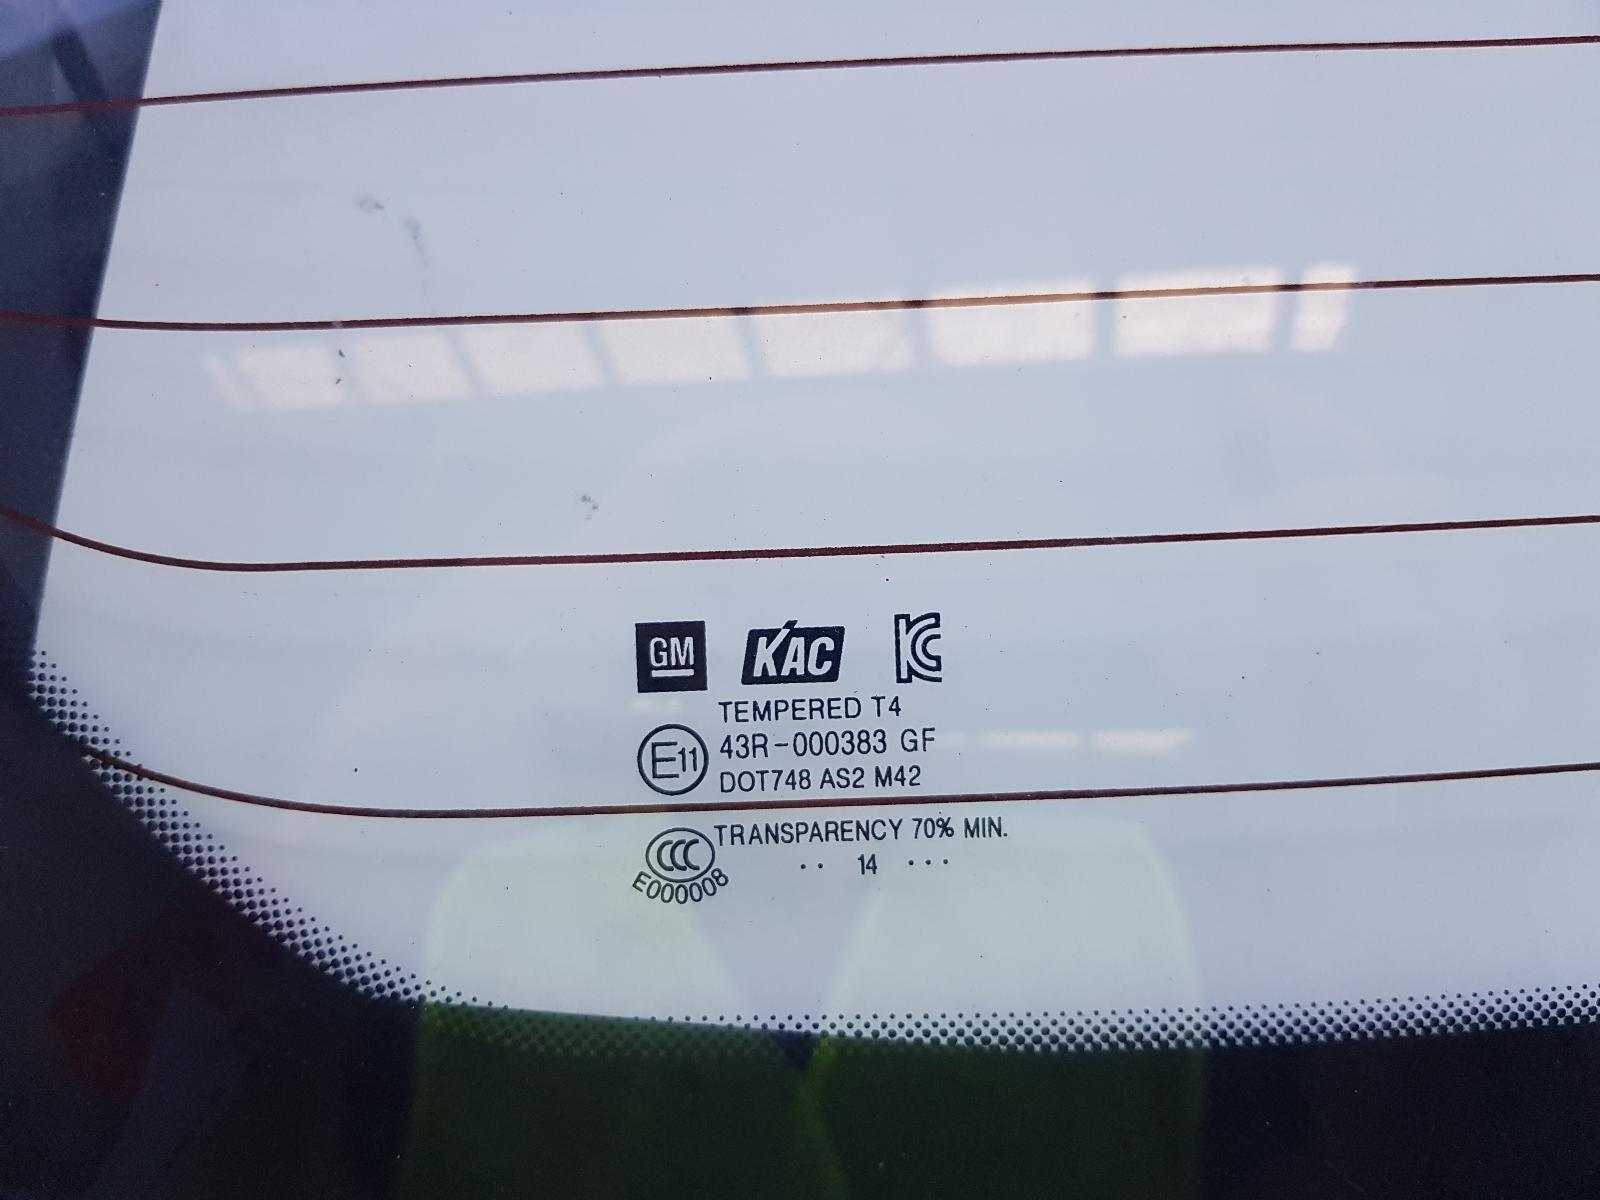 GM KAC KC
TEMPERED T4
E11 43R-000383 GF
DOT748 AS2 M42
TRANSPARENCY 70% MIN.
CCC
E000008
·· 14 ···